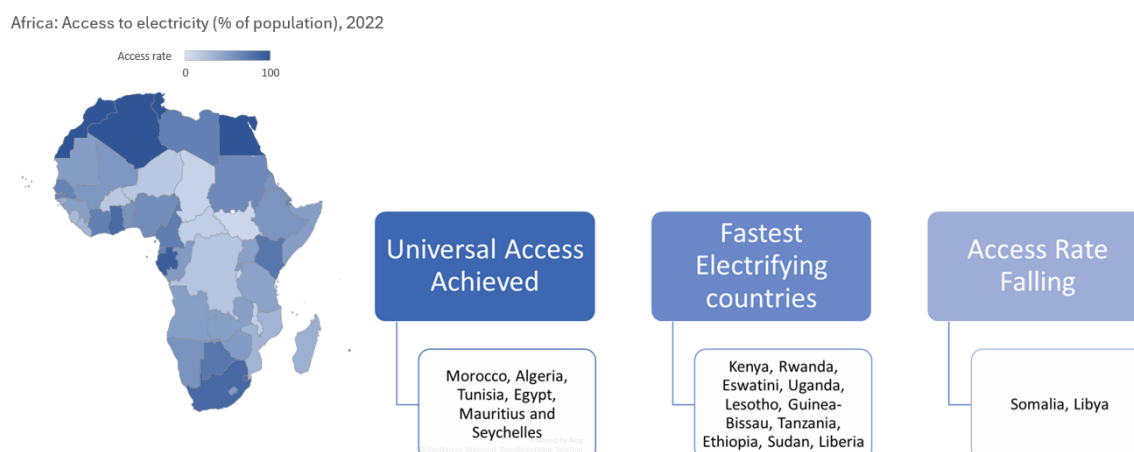 Africa: Access to electricity (% of population), 2022
Access rate
0 100
Universal Access
Achieved
Morocco, Algeria,
Tunisia, Egypt,
Mauritius and
Seychelles
Fastest
Electrifying
countries
Kenya, Rwanda,
Eswatini, Uganda,
Lesotho, Guinea-
Bissau, Tanzania,
Ethiopia, Sudan, Liberia
Access Rate
Falling
Somalia, Libya